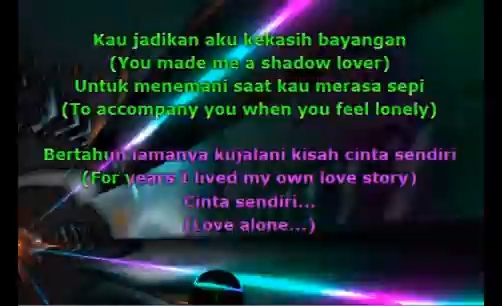 Kau jadikan aku kekasih bayangan
(You made me a shadow lover)
Untuk menemani saat kau merasa sepi
(To accompany you when you feel lonely)
Bertahun lamanya kujalani kisah cinta sendiri
(For years I lived my own love story)
Cinta sendiri...
(Love alone...)